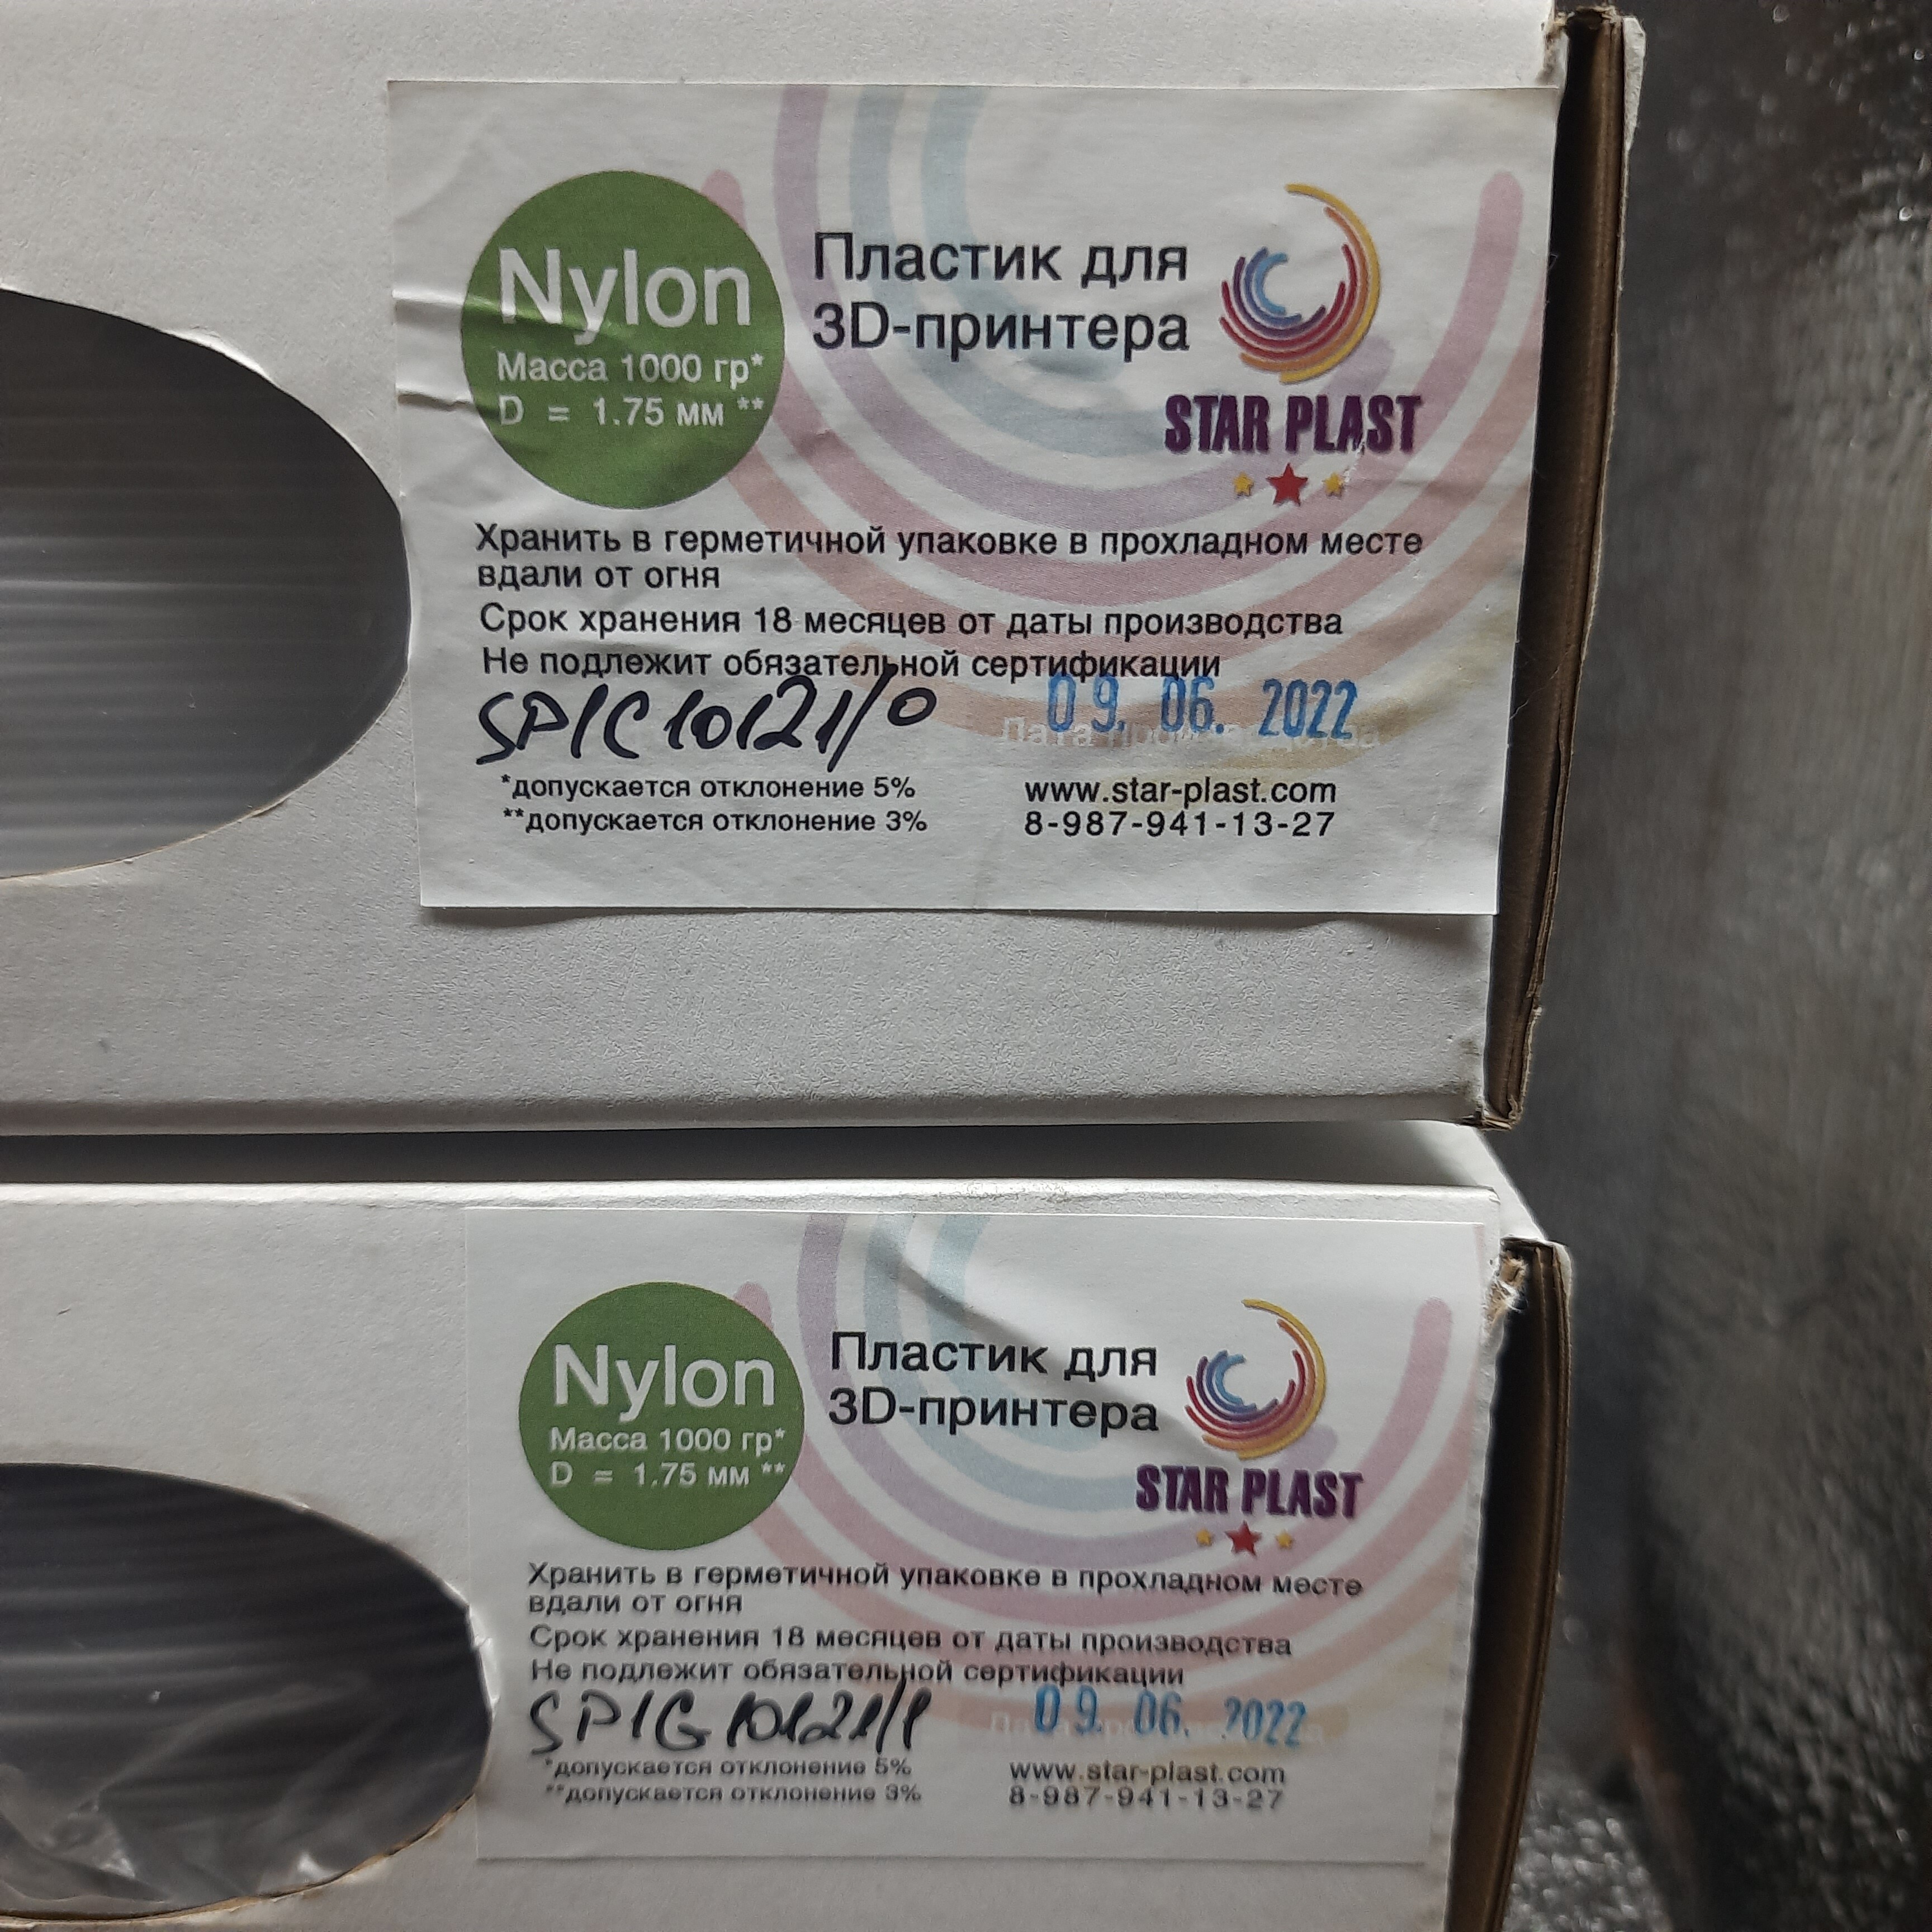 Nylon
Масса 1000 гр*
D = 1.75 мм **
Пластик для
3D-принтера
STAR PLAST
Хранить в герметичной упаковке в прохладном месте
вдали от огня
Срок хранения 18 месяцев от даты производства
Не подлежит обязательной сертификации
SPIC10121/0
09. 06. 2022
Дата производства
*допускается отклонение 5%
**допускается отклонение 3%
www.star-plast.com
8-987-941-13-27
Nylon
Масса 1000 гр*
D = 1.75 мм **
Пластик для
3D-принтера
STAR PLAST
Хранить в герметичной упаковке в прохладном месте
вдали от огня
Срок хранения 18 месяцев от даты производства
Не подлежит обязательной сертификации
09. 06. 2022
Дата производства
*допускается отклонение 5%
**допускается отклонение 3%
www.star-plast.com
8-987-941-13-27